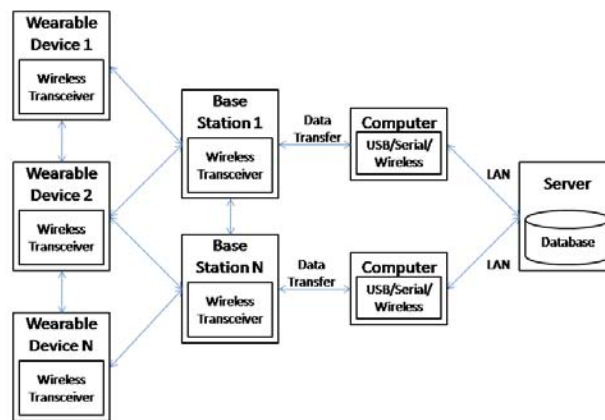 Wearable
Device 1
Wireless
Transceiver
Wearable
Device 2
Wireless
Transceiver
Wearable
Device N
Wireless
Transceiver
Base
Station 1
Wireless
Transceiver
Base
Station N
Wireless
Transceiver
Data
Transfer
Data
Transfer
Computer
USB/Serial/
Wireless
Computer
USB/Serial/
Wireless
LAN
LAN
Server
Database